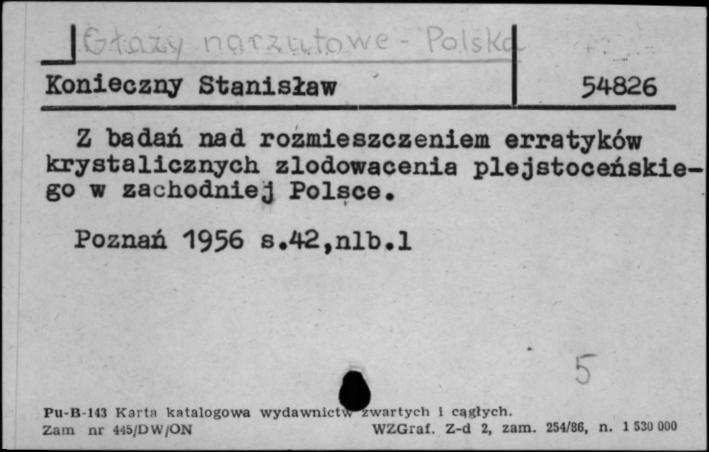 Głazy narzutowe - Polska
Konieczny Stanisław 54826
Z badań nad rozmieszczeniem erratyków
krystalicznych zlodowacenia plejstoceńskie-
go w zachodniej Polsce.
Poznań 1956 s.42,nlb.1
5
Pu-B-143 Karta katalogowa wydawnictw zwartych i cągłych.
Zam nr 445/DW/ON WZGraf. Z-d 2, zam. 254/86, n. 1 530 000